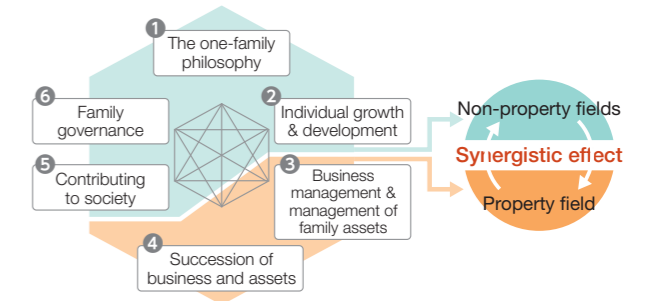 1
The one-family
philosophy
2
Individual growth
& development
3
Business
management &
management of
family assets
4
Succession of
business and assets
5
Contributing
to society
6
Family
governance
Non-property fields
Synergistic effect
Property field